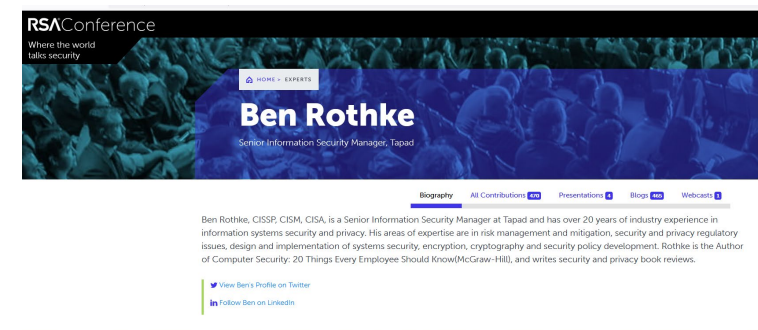 RSAConference
Where the world
talks security
HOME > EXPERTS
Ben Rothke
Senior Information Security Manager, Tapad
Biography All Contributions 470 Presentations 4 Blogs 465 Webcasts 1
Ben Rothke, CISSP, CISM, CISA, is a Senior Information Security Manager at Tapad and has over 20 years of industry experience in
information systems security and privacy. His areas of expertise are in risk management and mitigation, security and privacy regulatory
issues, design and implementation of systems security, encryption, cryptography and security policy development. Rothke is the Author
of Computer Security: 20 Things Every Employee Should Know(McGraw-Hill), and writes security and privacy book reviews.
View Ben's Profile on Twitter
in Follow Ben on LinkedIn